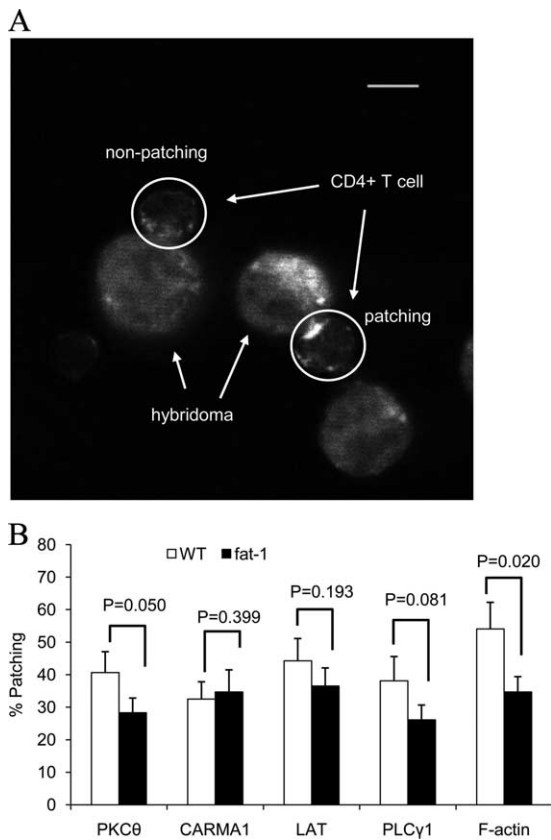 A
non-patching
CD4+ T cell
patching
hybridoma
B
80
70
60
50
40
30
20
10
0
% Patching
WT fat-1
P=0.050
P=0.399
P=0.193
P=0.081
P=0.020
PKCθ CARMA1 LAT PLCγ1 F-actin